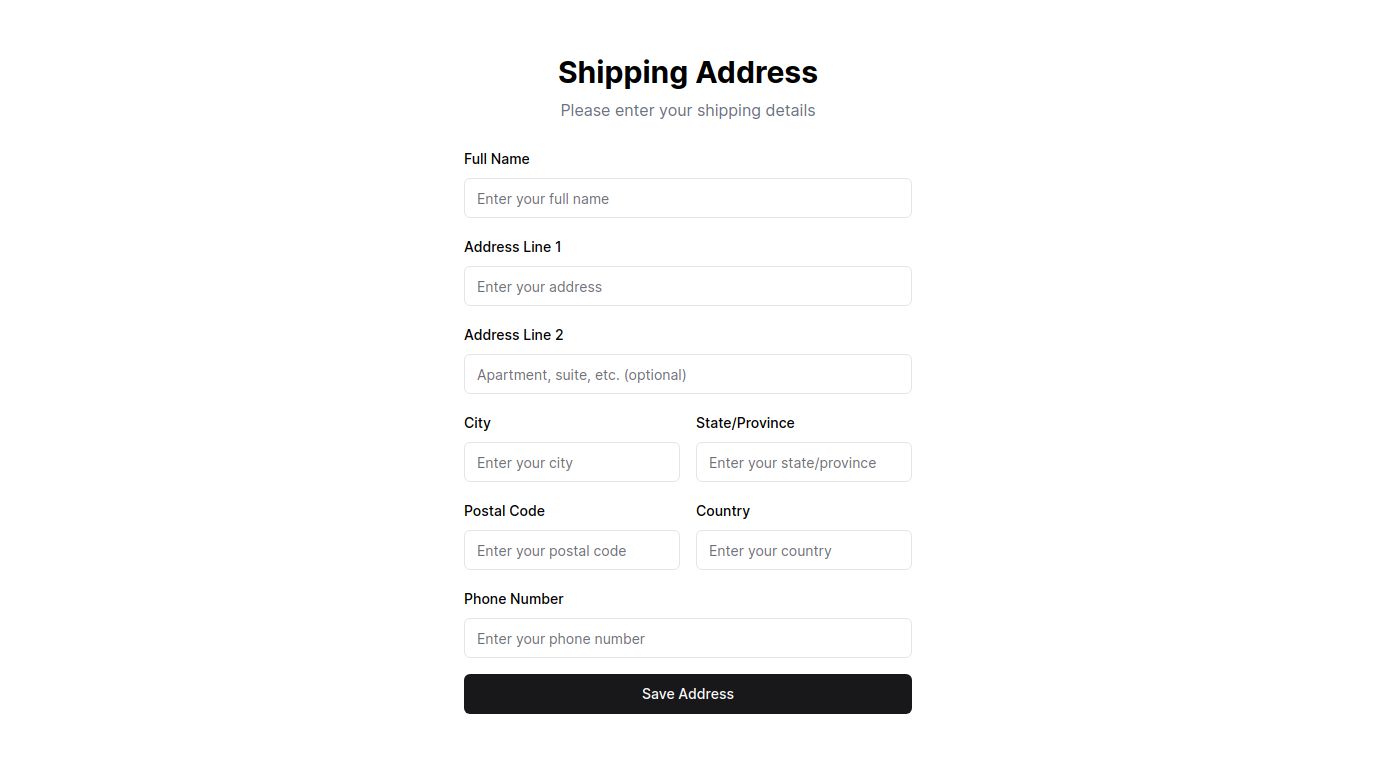 Shipping Address
Please enter your shipping details
Full Name
Enter your full name
Address Line 1
Enter your address
Address Line 2
Apartment, suite, etc. (optional)
City
State/Province
Enter your city
Enter your state/province
Postal Code
Country
Enter your postal code
Enter your country
Phone Number
Enter your phone number
Save Address